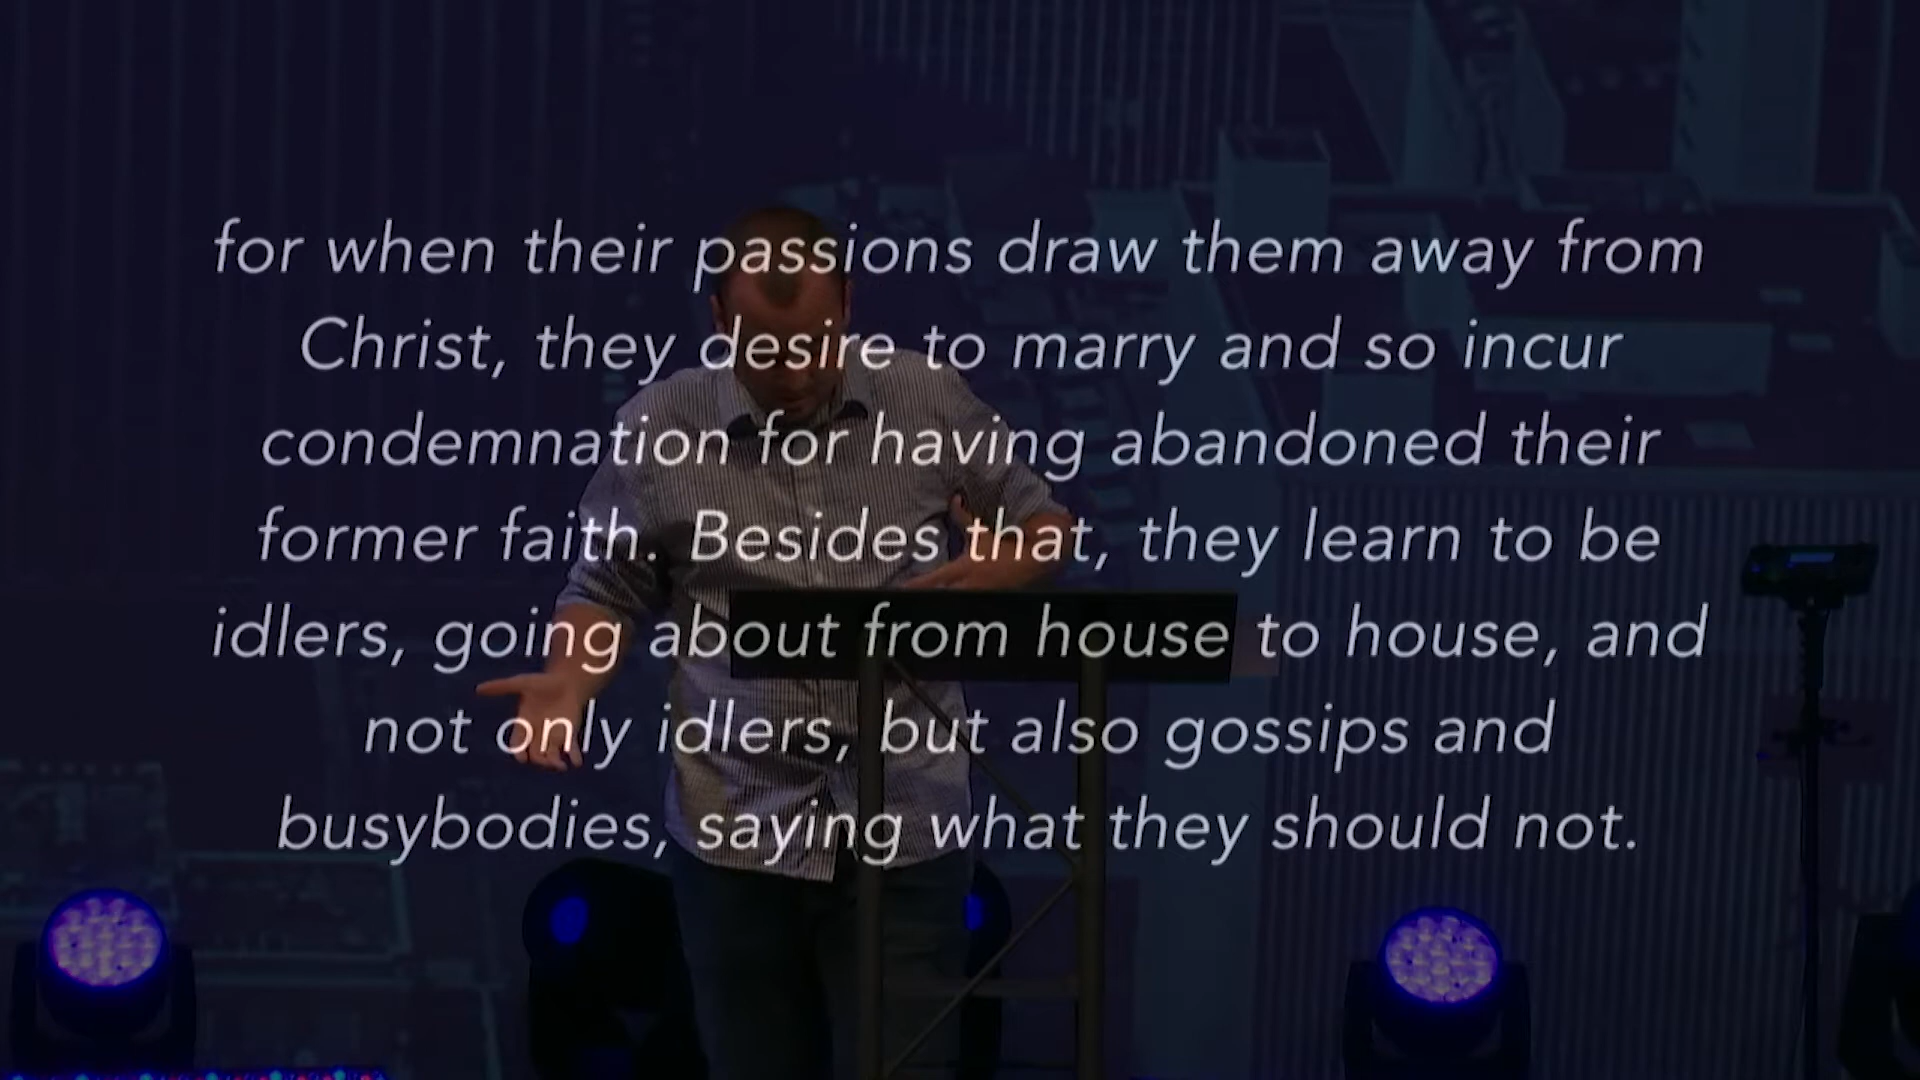 for when their passions draw them away from
Christ, they desire to marry and so incur
condemnation for having abandoned their
former faith. Besides that, they learn to be
idlers, going about from house to house, and
not only idlers, but also gossips and
busybodies, saying what they should not.